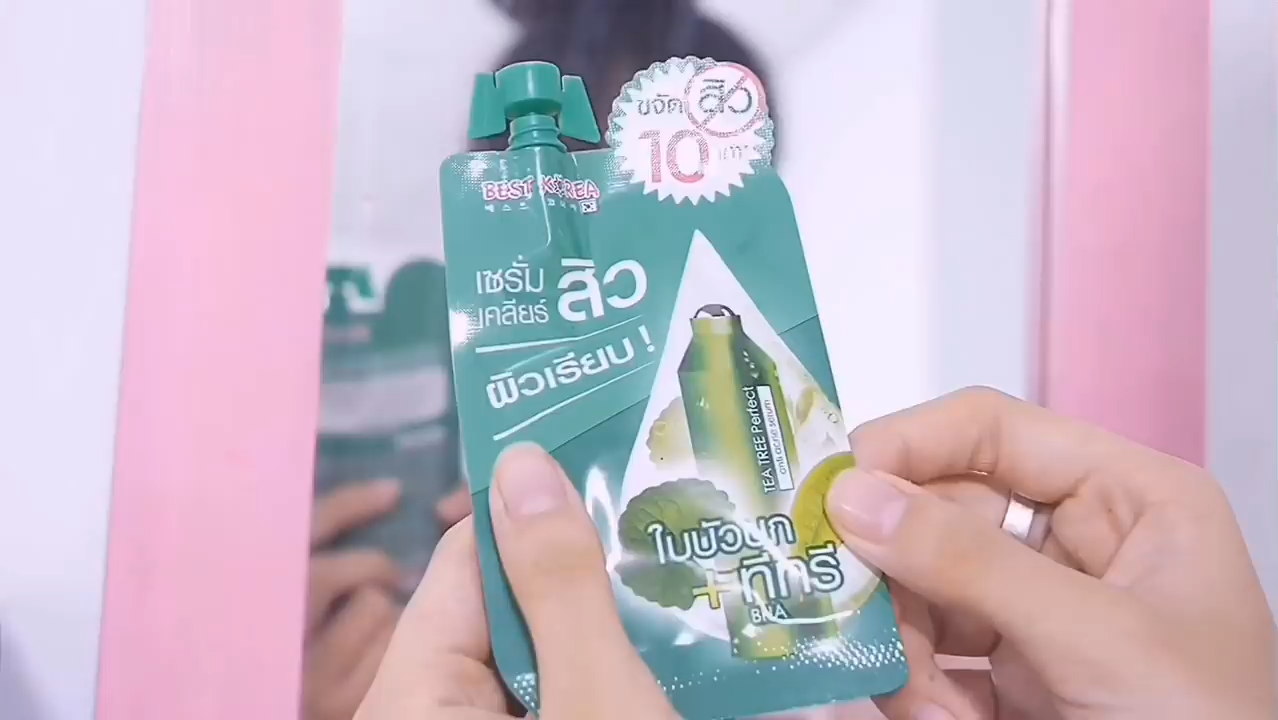 ขจัด สิว
10
BEST KOREA
เซรั่ม
เคลียร์ สิว
ผิวเรียบ !
TEA TREE Perfect
anti acne serum
ใบบัวบก
+ ทีทรี
BHA